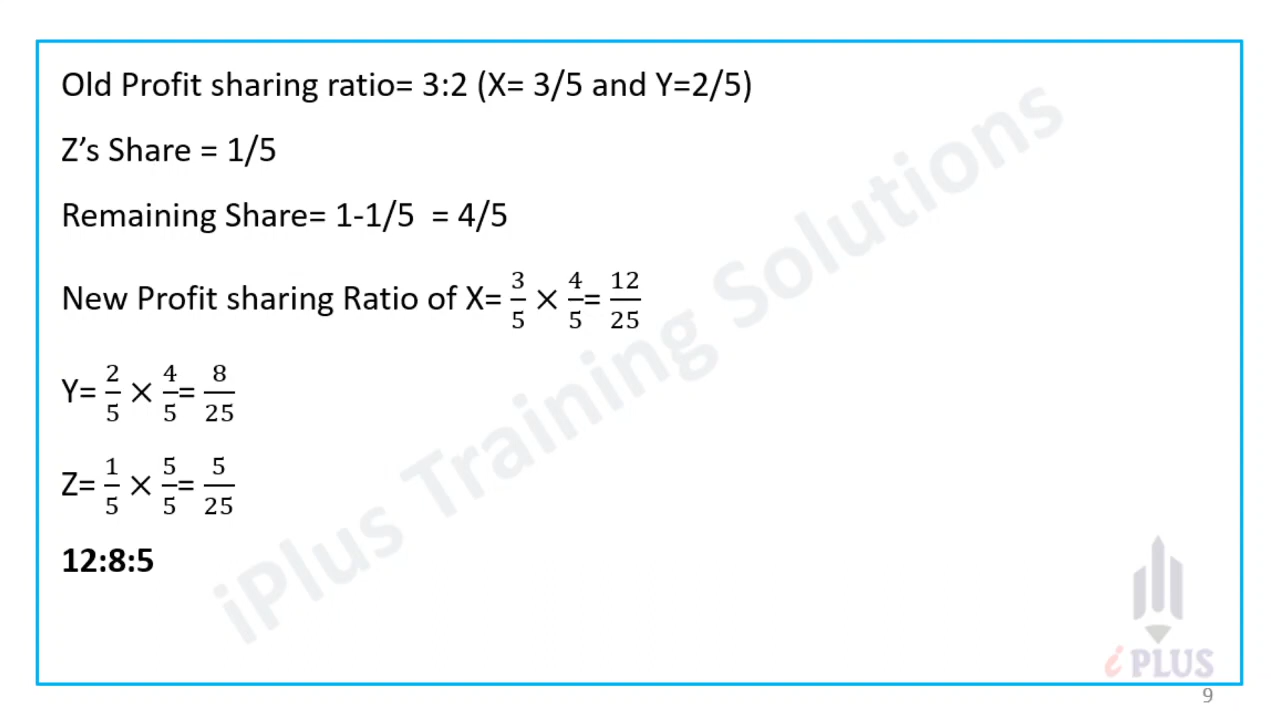 Old Profit sharing ratio= 3:2 (X= 3/5 and Y=2/5)
Z’s Share = 1/5
Remaining Share= 1-1/5  = 4/5
New Profit sharing Ratio of X= 3/5 × 4/5= 12/25
Y= 2/5 × 4/5= 8/25
Z= 1/5 × 5/5= 5/25
12:8:5
iPlus Training Solutions
i PLUS
9